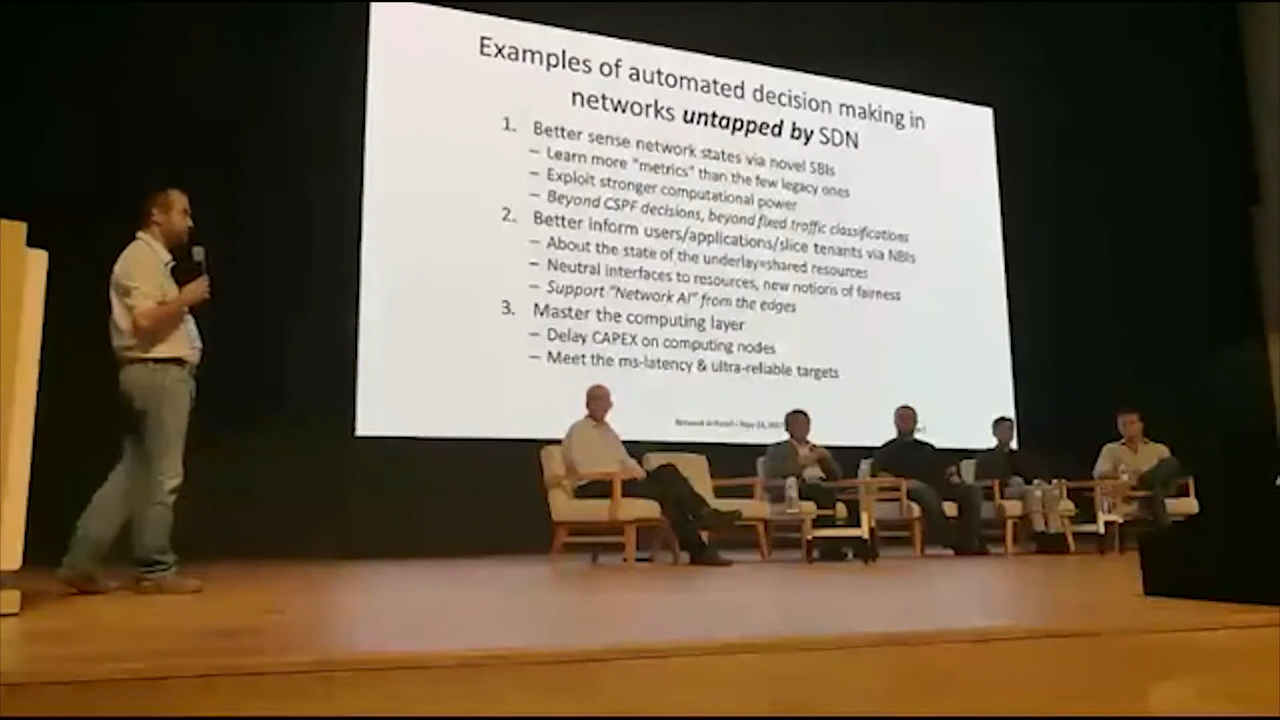 Examples of automated decision making in
networks untapped by SDN
1. Better sense network states via novel SBIs
– Learn more "metrics" than the few legacy ones
– Exploit stronger computational power
– Beyond CSPF decisions, beyond fixed traffic classifications
2. Better inform users/applications/slice tenants via NBIs
– About the state of the underlay=shared resources
– Neutral interfaces to resources, new notions of fairness
– Support "Network AI" from the edges
3. Master the computing layer
– Delay CAPEX on computing nodes
– Meet the ms-latency & ultra-reliable targets